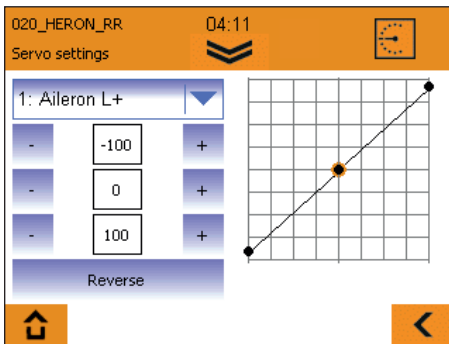 020_HERON_RR 04:11
Servo settings
1: Aileron L+
- -100 +
- 0 +
- 100 +
Reverse